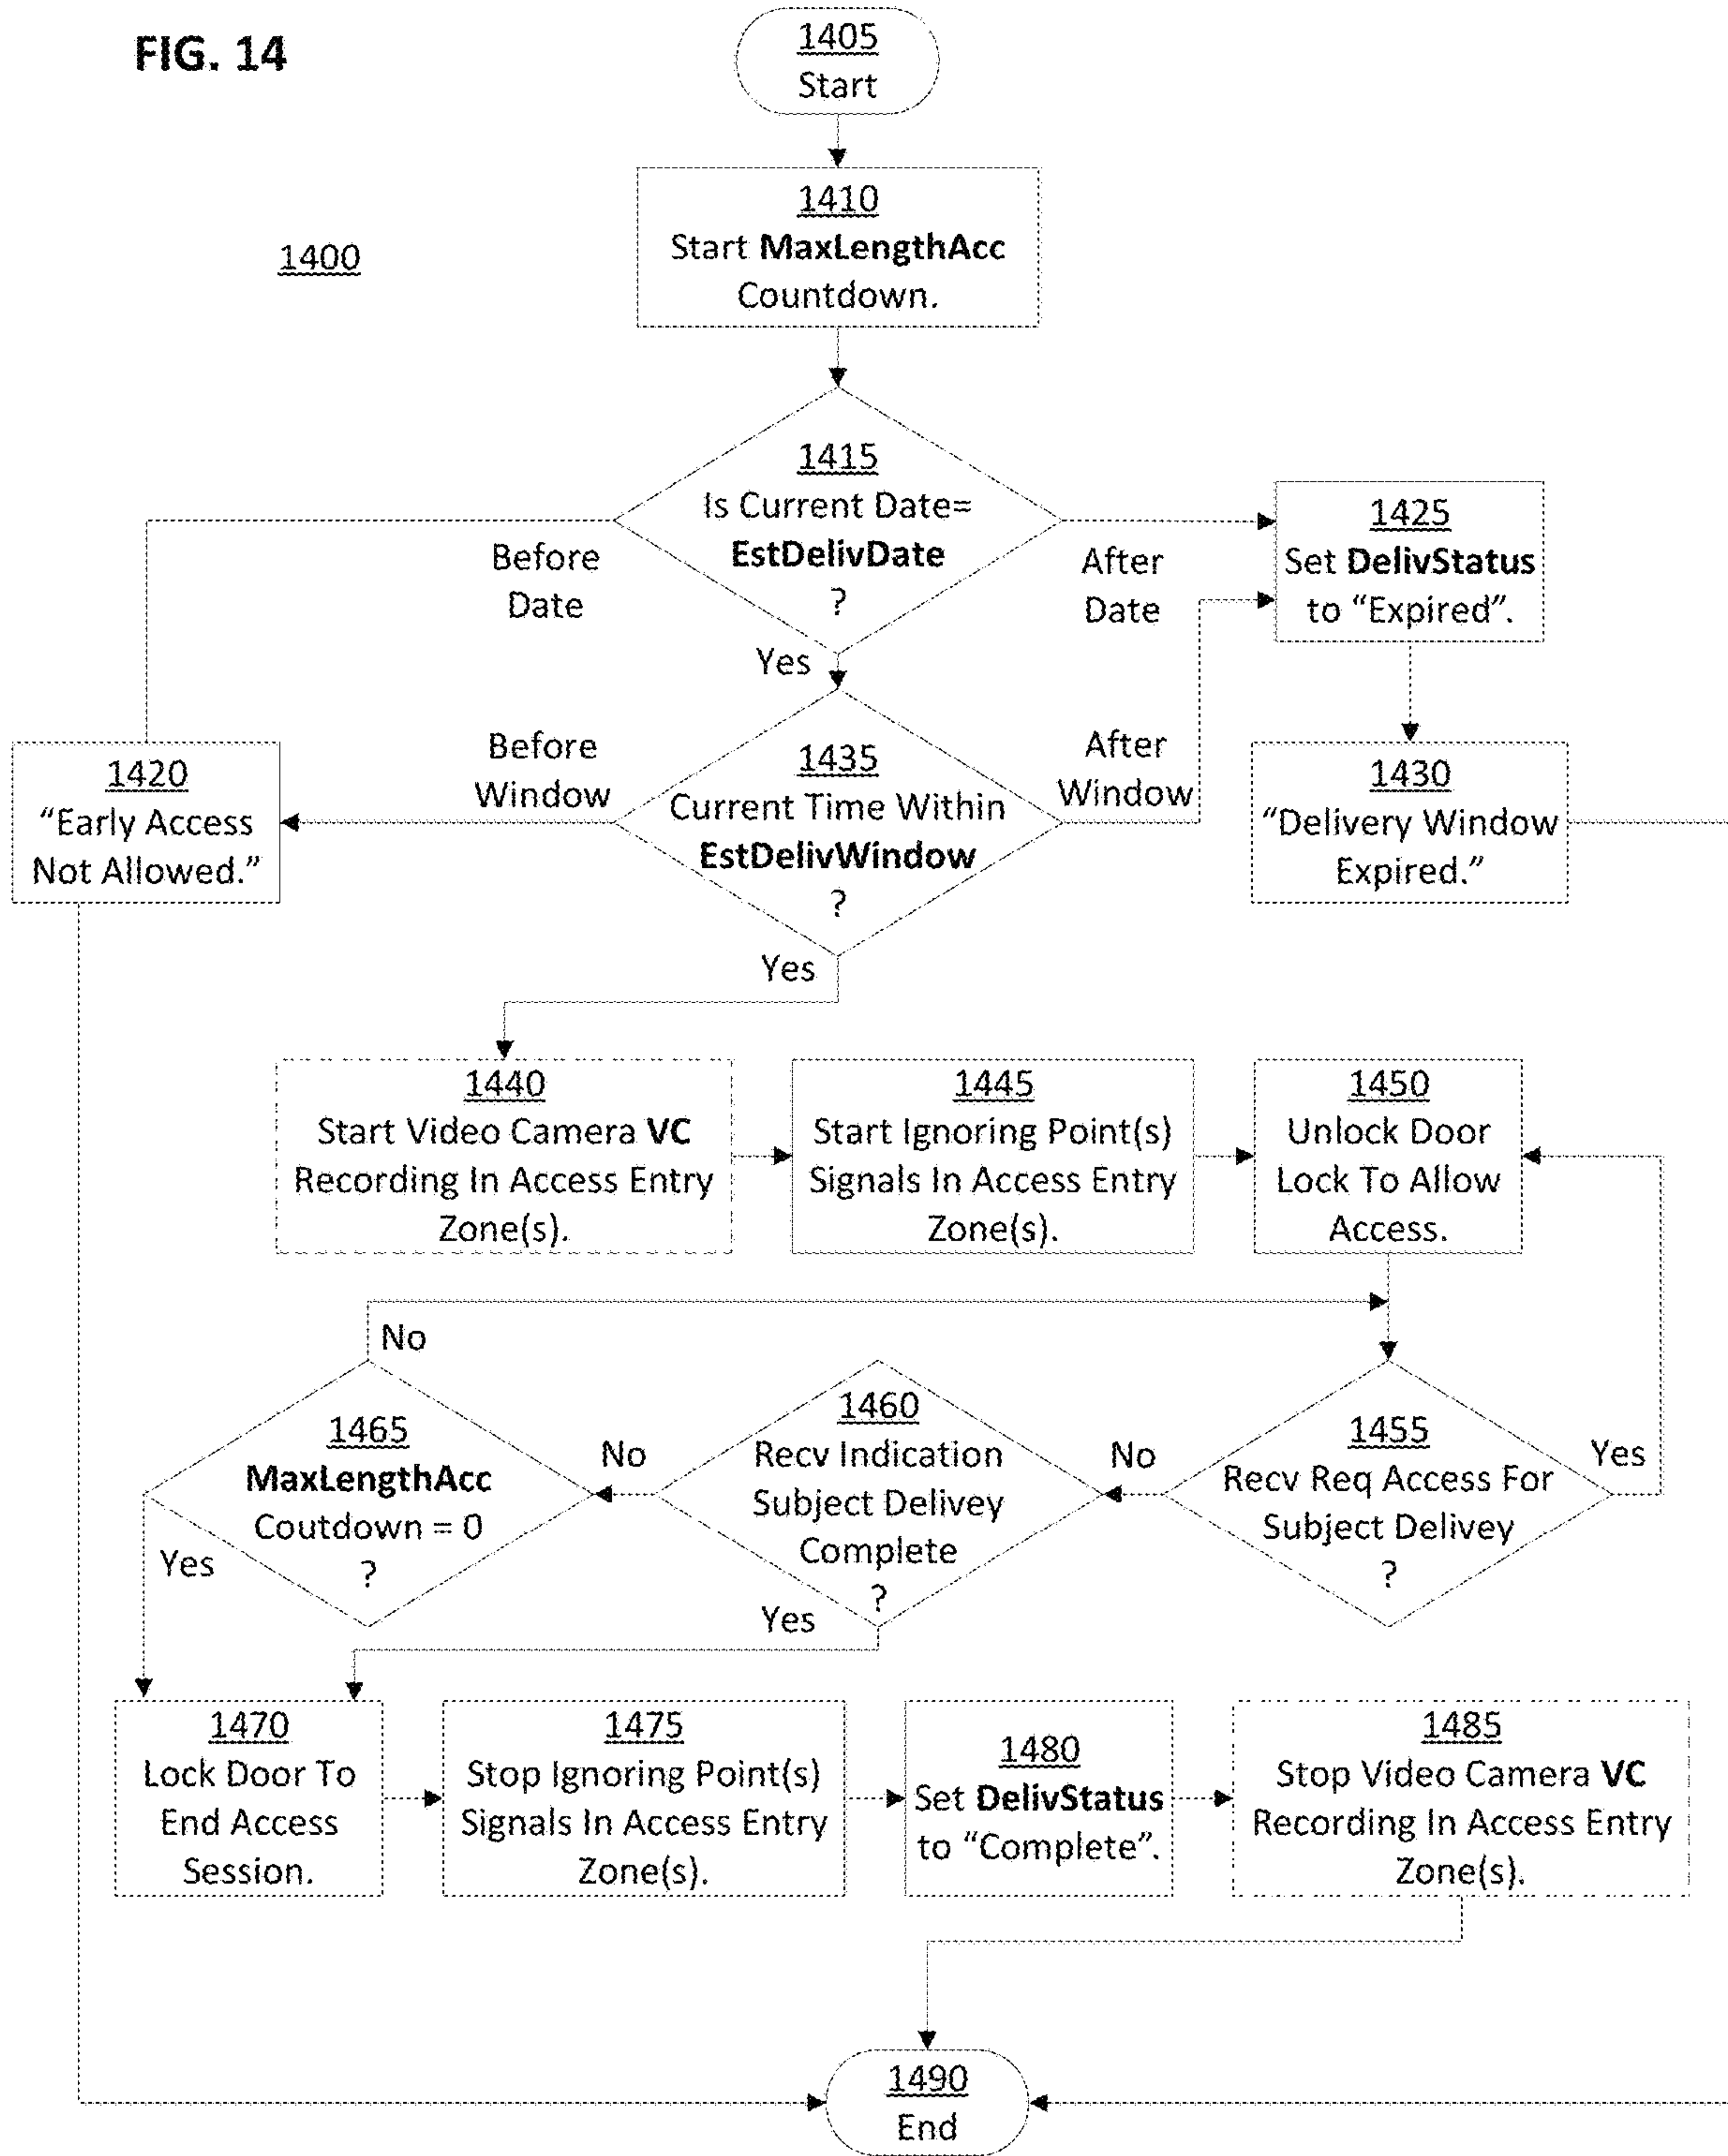 FIG. 14
1400
1405
Start
1410
Start MaxLengthAcc
Countdown.
1415
Is Current Date=
EstDelivDate
?
Before
Date
After
Date
Yes
1420
“Early Access
Not Allowed.”
1425
Set DelivStatus
to “Expired”.
1430
“Delivery Window
Expired.”
Before
Window
1435
Current Time Within
EstDelivWindow
?
After
Window
Yes
1440
Start Video Camera VC
Recording In Access Entry
Zone(s).
1445
Start Ignoring Point(s)
Signals In Access Entry
Zone(s).
1450
Unlock Door
Lock To Allow
Access.
1455
Recv Req Access For
Subject Delivey
?
Yes
No
1460
Recv Indication
Subject Delivey
Complete
?
No
Yes
1465
MaxLengthAcc
Coutdown = 0
?
No
Yes
1470
Lock Door To
End Access
Session.
1475
Stop Ignoring Point(s)
Signals In Access Entry
Zone(s).
1480
Set DelivStatus
to “Complete”.
1485
Stop Video Camera VC
Recording In Access Entry
Zone(s).
1490
End